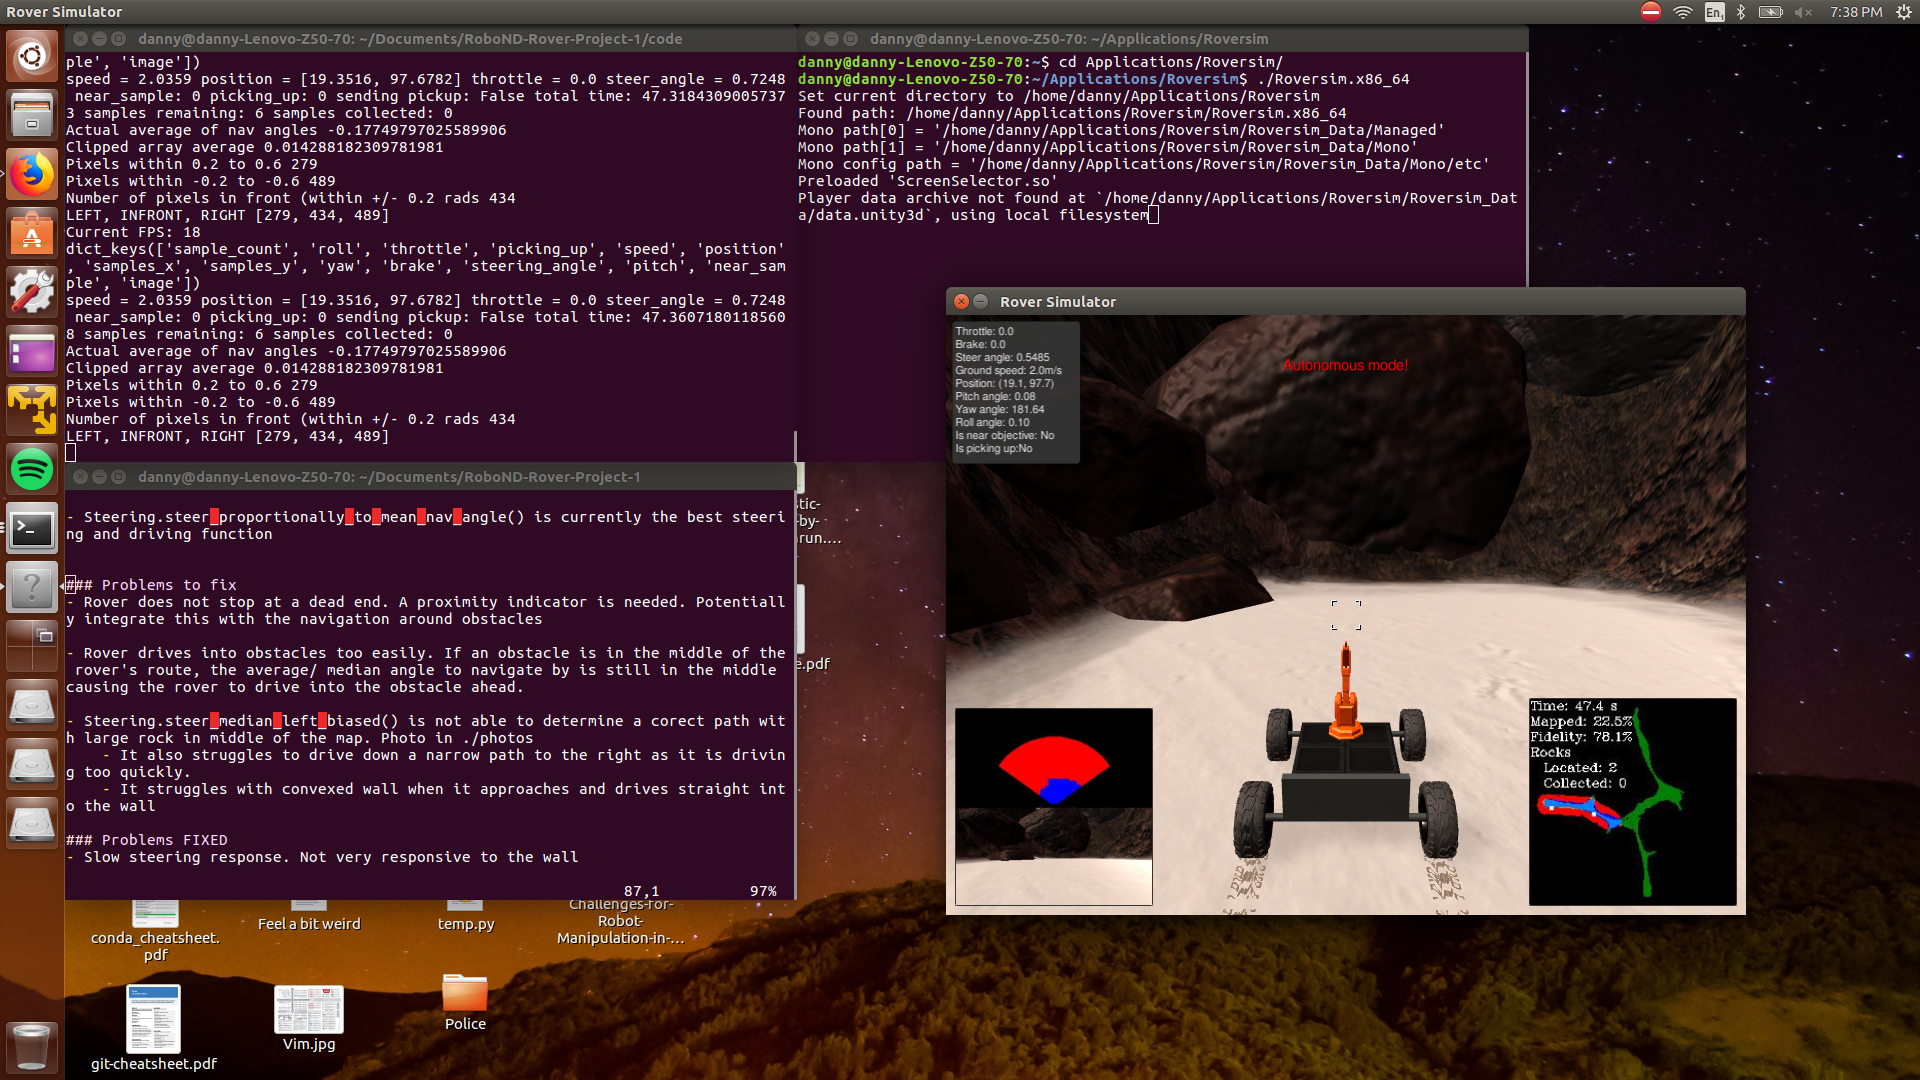 Rover Simulator
En1
7:38 PM
danny@danny-Lenovo-Z50-70: ~/Documents/RoboND-Rover-Project-1/code
ple', 'image'])
speed = 2.0359 position = [19.3516, 97.6782] throttle = 0.0 steer_angle = 0.7248
near_sample: 0 picking_up: 0 sending pickup: False total time: 47.3184309005737
3 samples remaining: 6 samples collected: 0
Actual average of nav angles -0.17749797025589906
Clipped array average 0.014288182309781981
Pixels within 0.2 to 0.6 279
Pixels within -0.2 to -0.6 489
Number of pixels in front (within +/- 0.2 rads 434
LEFT, INFRONT, RIGHT [279, 434, 489]
Current FPS: 18
dict_keys(['sample_count', 'roll', 'throttle', 'picking_up', 'speed', 'position'
, 'samples_x', 'samples_y', 'yaw', 'brake', 'steering_angle', 'pitch', 'near_sam
ple', 'image'])
speed = 2.0359 position = [19.3516, 97.6782] throttle = 0.0 steer_angle = 0.7248
near_sample: 0 picking_up: 0 sending pickup: False total time: 47.3607180118560
8 samples remaining: 6 samples collected: 0
Actual average of nav angles -0.17749797025589906
Clipped array average 0.014288182309781981
Pixels within 0.2 to 0.6 279
Pixels within -0.2 to -0.6 489
Number of pixels in front (within +/- 0.2 rads 434
LEFT, INFRONT, RIGHT [279, 434, 489]
danny@danny-Lenovo-Z50-70: ~/Applications/Roversim
danny@danny-Lenovo-Z50-70:~$ cd Applications/Roversim/
danny@danny-Lenovo-Z50-70:~/Applications/Roversim$ ./Roversim.x86_64
Set current directory to /home/danny/Applications/Roversim
Found path: /home/danny/Applications/Roversim/Roversim.x86_64
Mono path[0] = '/home/danny/Applications/Roversim/Roversim_Data/Managed'
Mono path[1] = '/home/danny/Applications/Roversim/Roversim_Data/Mono'
Mono config path = '/home/danny/Applications/Roversim/Roversim_Data/Mono/etc'
Preloaded 'ScreenSelector.so'
Player data archive not found at `/home/danny/Applications/Roversim/Roversim_Dat
a/data.unity3d`, using local filesystem
danny@danny-Lenovo-Z50-70: ~/Documents/RoboND-Rover-Project-1
- Steering.steer_proportionally_to_mean_nav_angle() is currently the best steeri
ng and driving function
### Problems to fix
- Rover does not stop at a dead end. A proximity indicator is needed. Potentiall
y integrate this with the navigation around obstacles
- Rover drives into obstacles too easily. If an obstacle is in the middle of the
rover's route, the average/ median angle to navigate by is still in the middle
causing the rover to drive into the obstacle ahead.
- Steering.steer_median_left_biased() is not able to determine a corect path wit
h large rock in middle of the map. Photo in ./photos
- It also struggles to drive down a narrow path to the right as it is drivin
g too quickly.
- It struggles with convexed wall when it approaches and drives straight int
o the wall
### Problems FIXED
- Slow steering response. Not very responsive to the wall
87,1 97%
Rover Simulator
Throttle: 0.0
Brake: 0.0
Steer angle: 0.5485
Ground speed: 2.0m/s
Position: (19.1, 97.7)
Pitch angle: 0.08
Yaw angle: 181.64
Roll angle: 0.10
Is near objective: No
Is picking up:No
Autonomous mode!
Time: 47.4 s
Mapped: 22.5%
Fidelity: 78.1%
Rocks
Located: 2
Collected: 0
stic-
-by-
run....
e.pdf
conda_cheatsheet.
pdf
Feel a bit weird
temp.py
Challenges-for-
Robot-
Manipulation-in-...
git-cheatsheet.pdf
Vim.jpg
Police